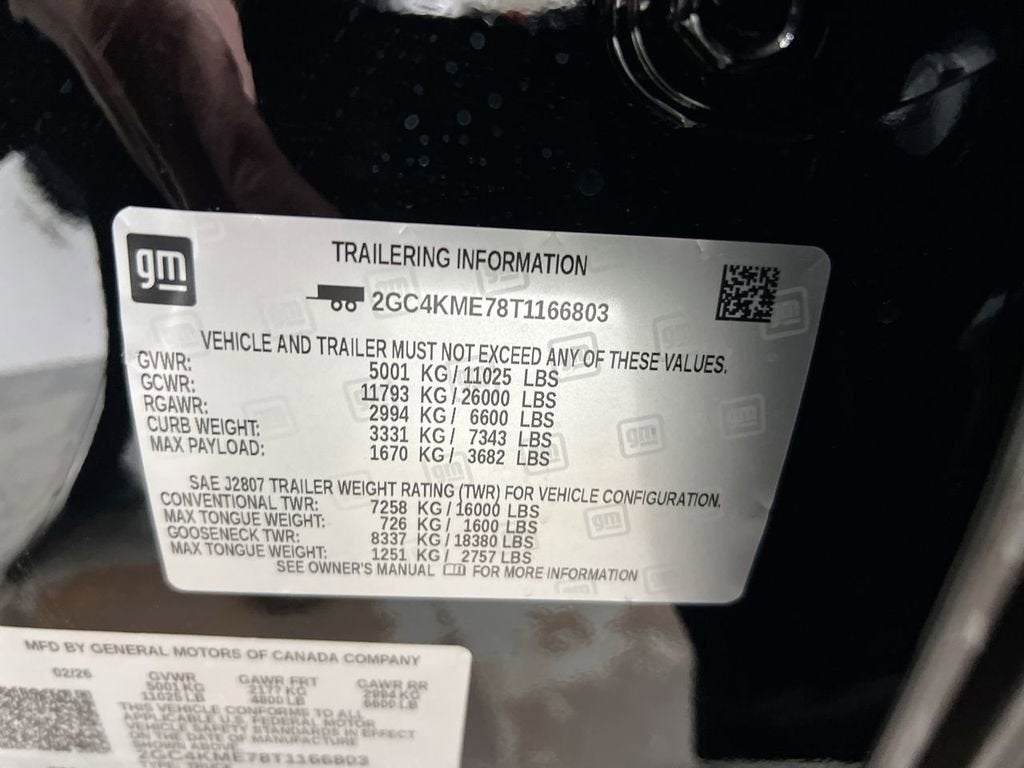 gm
TRAILERING INFORMATION
2GC4KME78T1166803
VEHICLE AND TRAILER MUST NOT EXCEED ANY OF THESE VALUES.
GVWR: 5001 KG / 11025 LBS
GCWR: 11793 KG / 26000 LBS
RGAWR: 2994 KG / 6600 LBS
CURB WEIGHT: 3331 KG / 7343 LBS
MAX PAYLOAD: 1670 KG / 3682 LBS
SAE J2807 TRAILER WEIGHT RATING (TWR) FOR VEHICLE CONFIGURATION.
CONVENTIONAL TWR: 7258 KG / 16000 LBS
MAX TONGUE WEIGHT: 726 KG / 1600 LBS
GOOSENECK TWR: 8337 KG / 18380 LBS
MAX TONGUE WEIGHT: 1251 KG / 2757 LBS
SEE OWNER'S MANUAL FOR MORE INFORMATION
MFD BY GENERAL MOTORS OF CANADA COMPANY
02/26 GVWR GAWR FRT GAWR RR
5001 KG 2177 KG 2994 KG
11025 LB 4800 LB 6600 LB
THIS VEHICLE CONFORMS TO ALL
APPLICABLE U.S. FEDERAL MOTOR
VEHICLE SAFETY STANDARDS IN EFFECT
ON THE DATE OF MANUFACTURE
SHOWN ABOVE
2GC4KME78T1166803